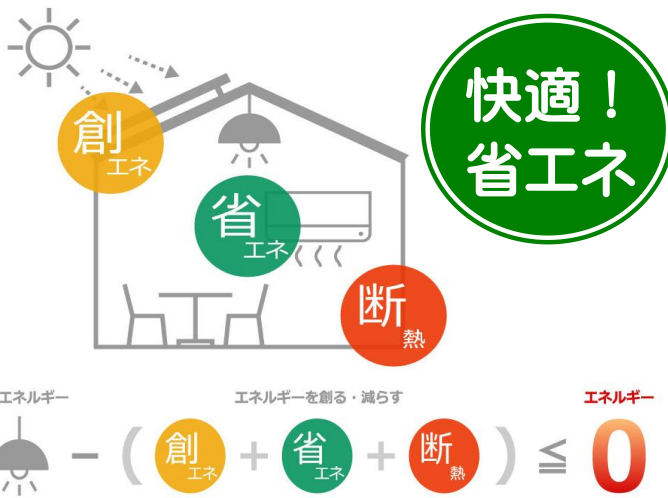 快適！
省エネ
創エネ
省エネ
断熱
エネルギー
エネルギーを創る・減らす
エネルギー
－（創エネ＋省エネ＋断熱）≦0